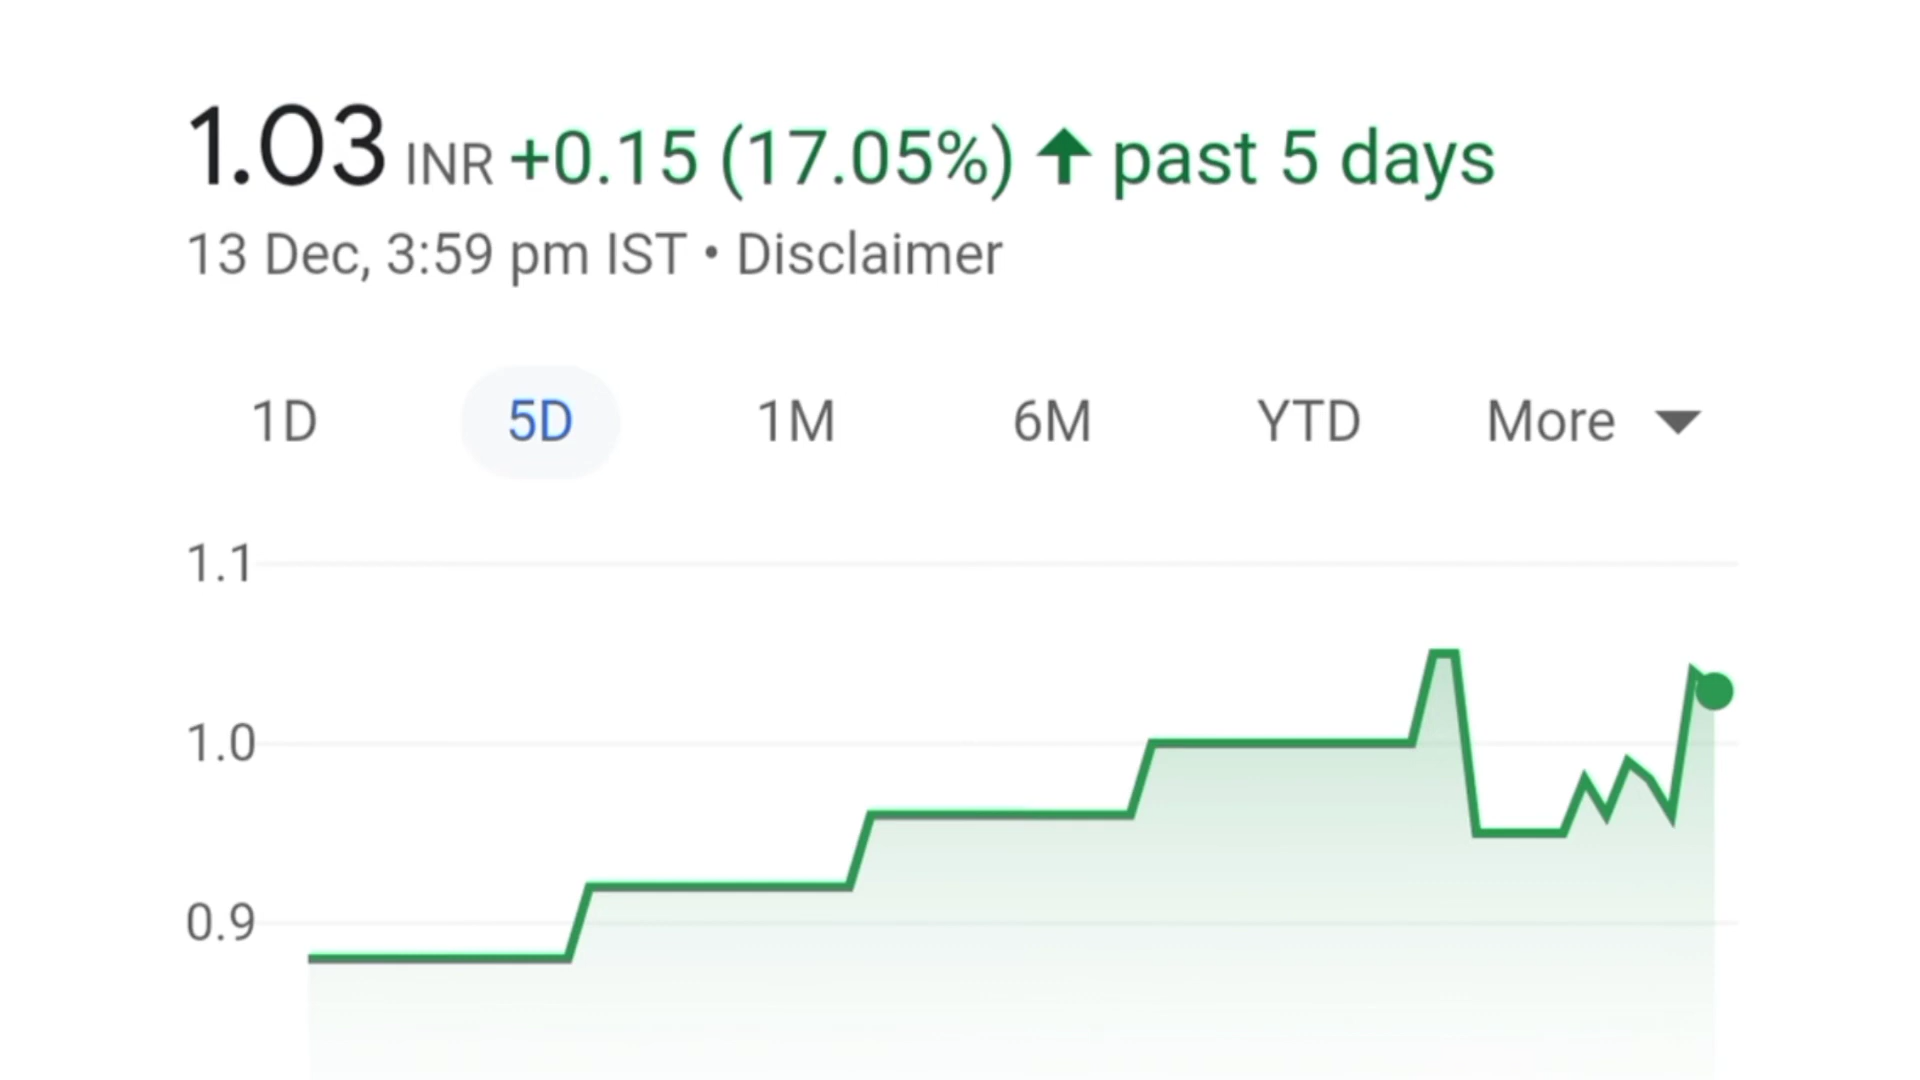 1.03 INR +0.15 (17.05%) ↑ past 5 days
13 Dec, 3:59 pm IST • Disclaimer
1D 5D 1M 6M YTD More
1.1
1.0
0.9